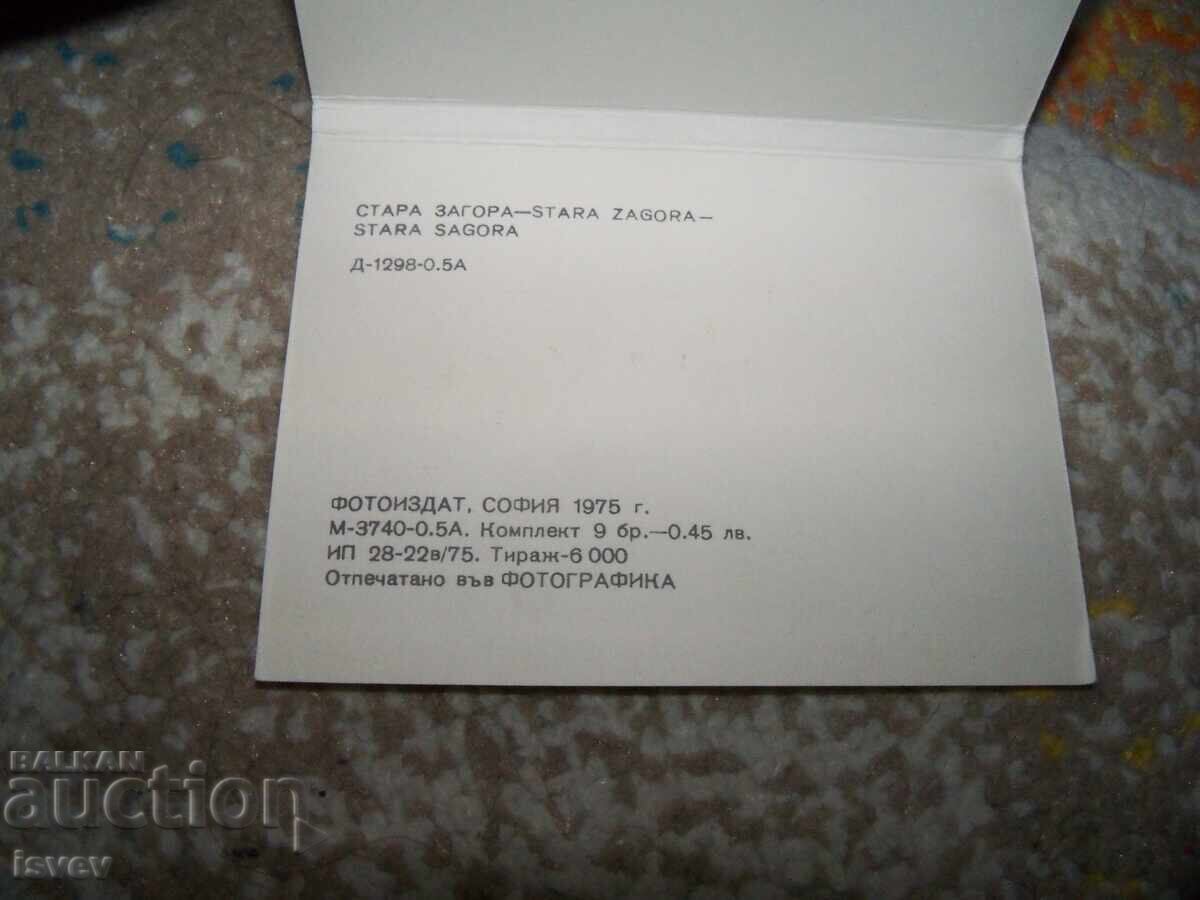 СТАРА ЗАГОРА—STARA ZAGORA—
STARA SAGORA
Д-1298-0.5А
ФОТОИЗДАТ, СОФИЯ 1975 г.
М-3740-0.5А. Комплект 9 бр.—0.45 лв.
ИП 28-22в/75. Тираж-6 000
Отпечатано във ФОТОГРАФИКА
BALKAN
auction
isvev